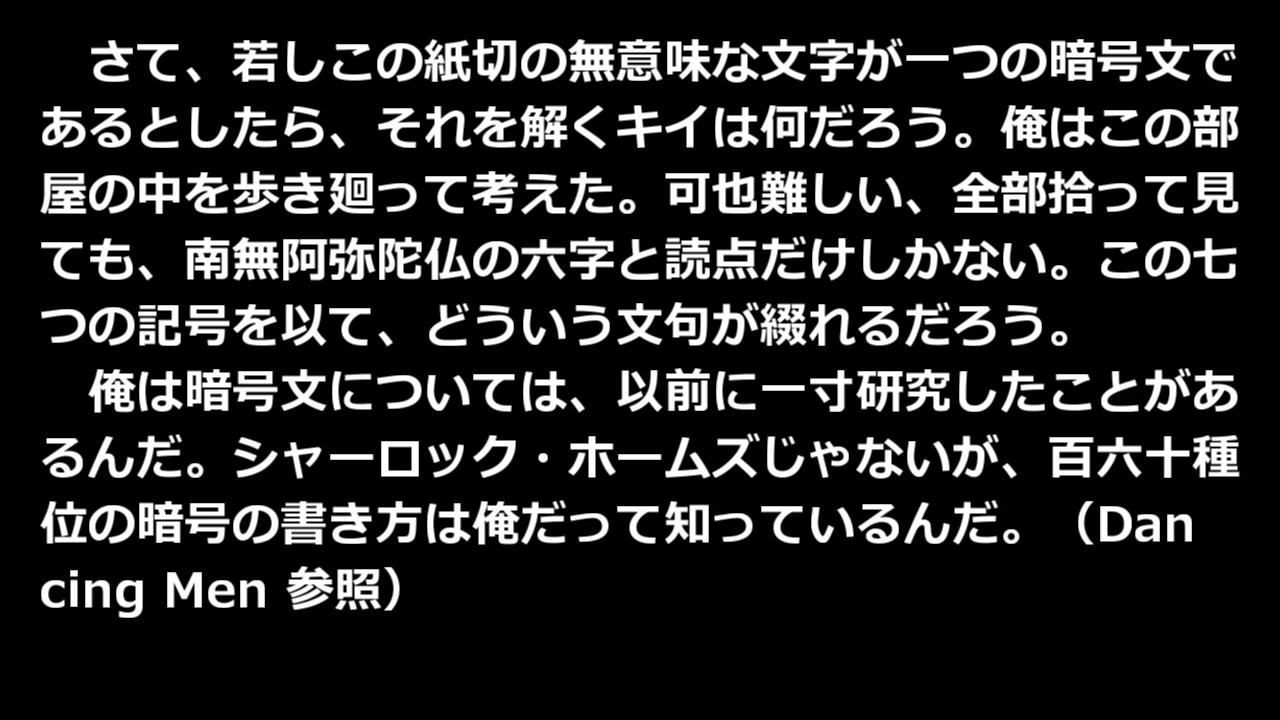 さて、若しこの紙切の無意味な文字が一つの暗号文で
あるとしたら、それを解くキイは何だろう。俺はこの部
屋の中を歩き廻って考えた。可也難しい、全部拾って見
ても、南無阿弥陀仏の六字と読点だけしかない。この七
つの記号を以て、どういう文句が綴れるだろう。
　俺は暗号文については、以前に一寸研究したことがあ
るんだ。シャーロック・ホームズじゃないが、百六十種
位の暗号の書き方は俺だって知っているんだ。（Dan
cing Men 参照）